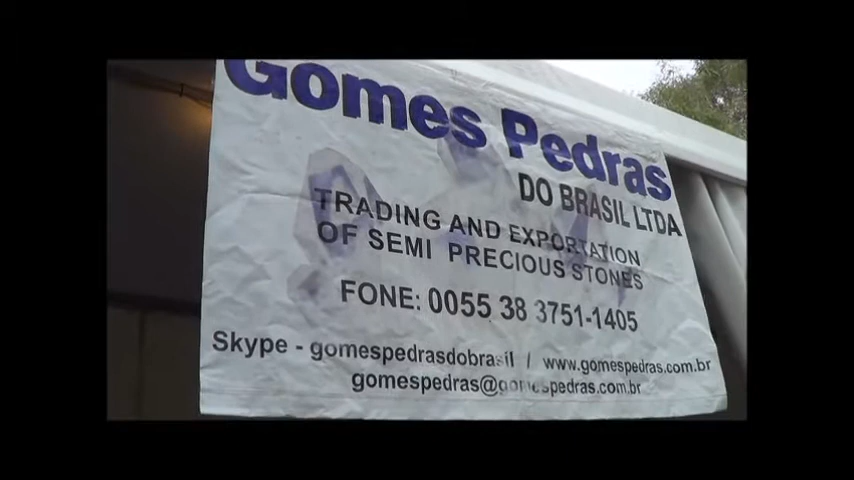 Gomes Pedras
DO BRASIL LTDA
TRADING AND EXPORTATION
OF SEMI PRECIOUS STONES
FONE: 0055 38 3751-1405
Skype - gomespedrasdobrasil / www.gomespedras.com.br
gomespedras@gomespedras.com.br